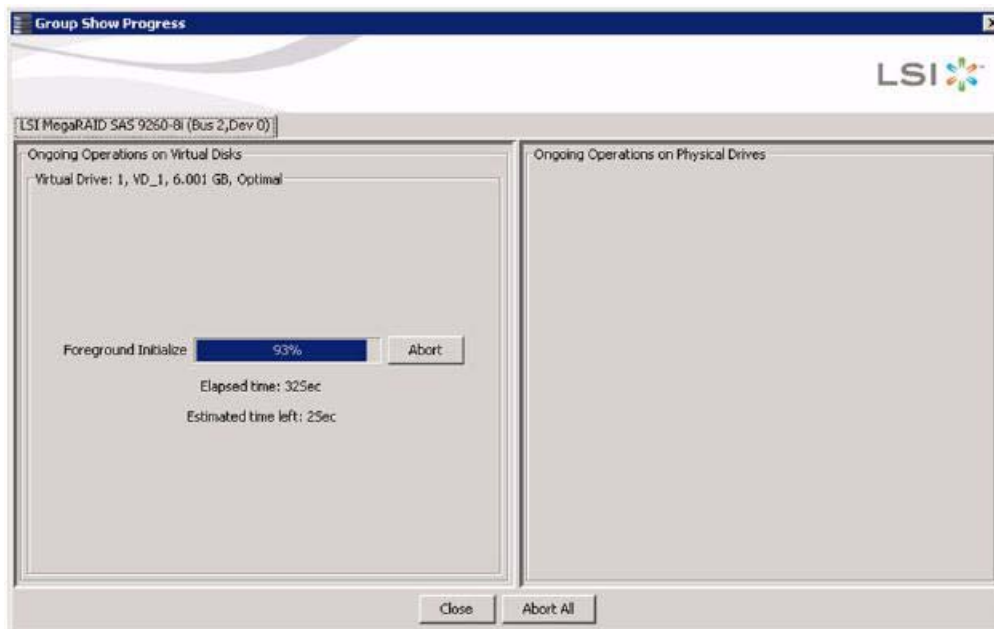 Group Show Progress
LSI
LSI MegaRAID SAS 9260-8i (Bus 2,Dev 0)
Ongoing Operations on Virtual Disks
Virtual Drive: 1, VD_1, 6.001 GB, Optimal
Foreground Initialize 93% Abort
Elapsed time: 32Sec
Estimated time left: 2Sec
Ongoing Operations on Physical Drives
Close Abort All